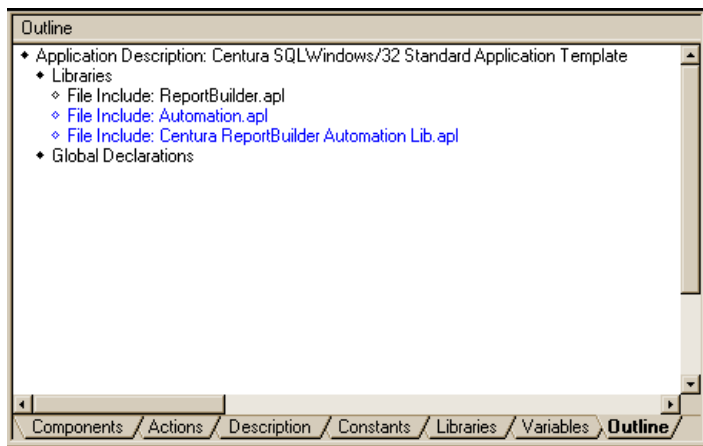 Outline
Application Description: Centura SQLWindows/32 Standard Application Template
Libraries
File Include: ReportBuilder.apl
File Include: Automation.apl
File Include: Centura ReportBuilder Automation Lib.apl
Global Declarations
Components Actions Description Constants Libraries Variables Outline